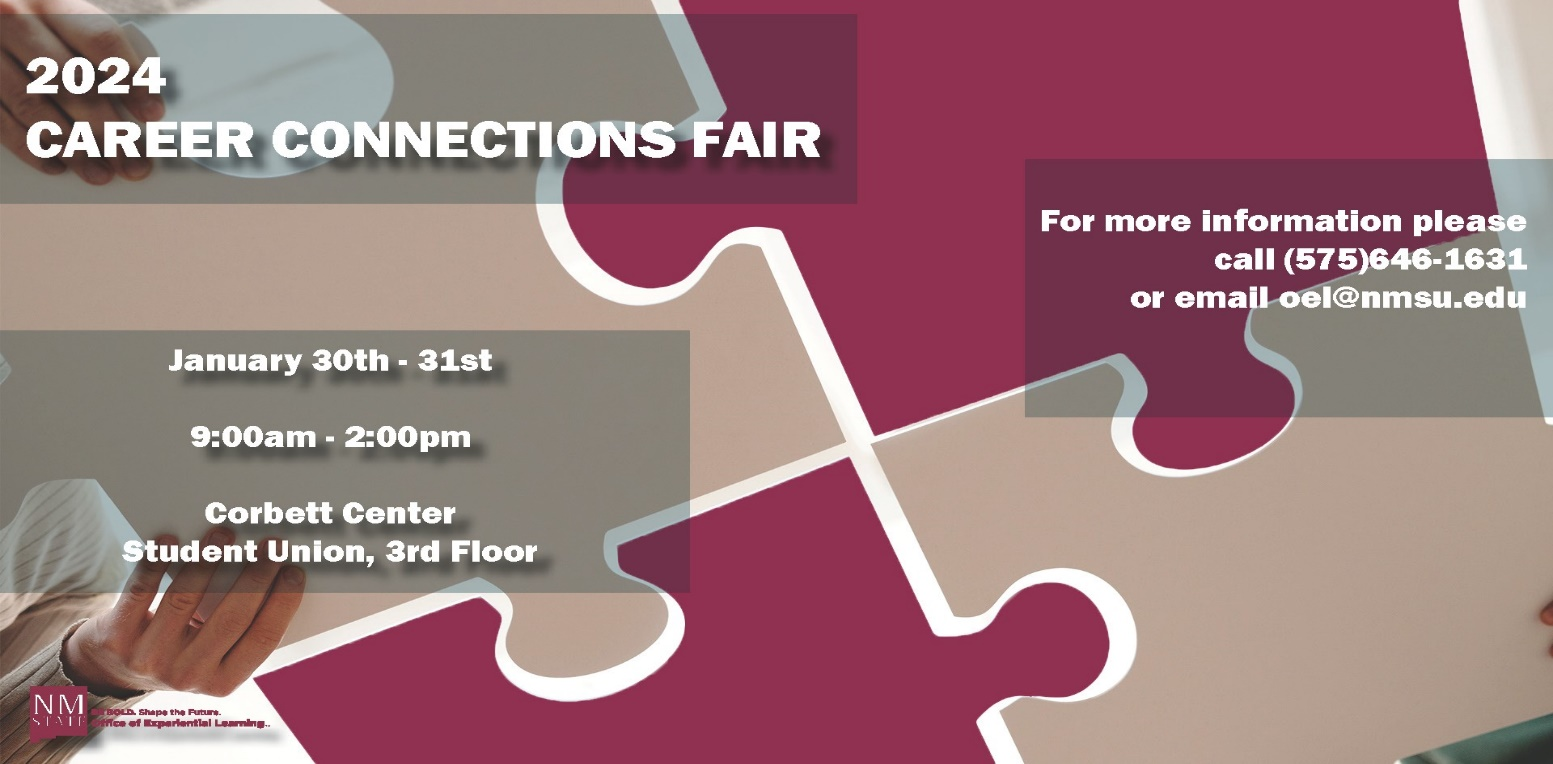 2024
CAREER CONNECTIONS FAIR
For more information please
call (575)646-1631
or email oel@nmsu.edu
January 30th - 31st
9:00am - 2:00pm
Corbett Center
Student Union, 3rd Floor
NM
STATE
BOLD. Shape the Future.
Office of Experiential Learning..